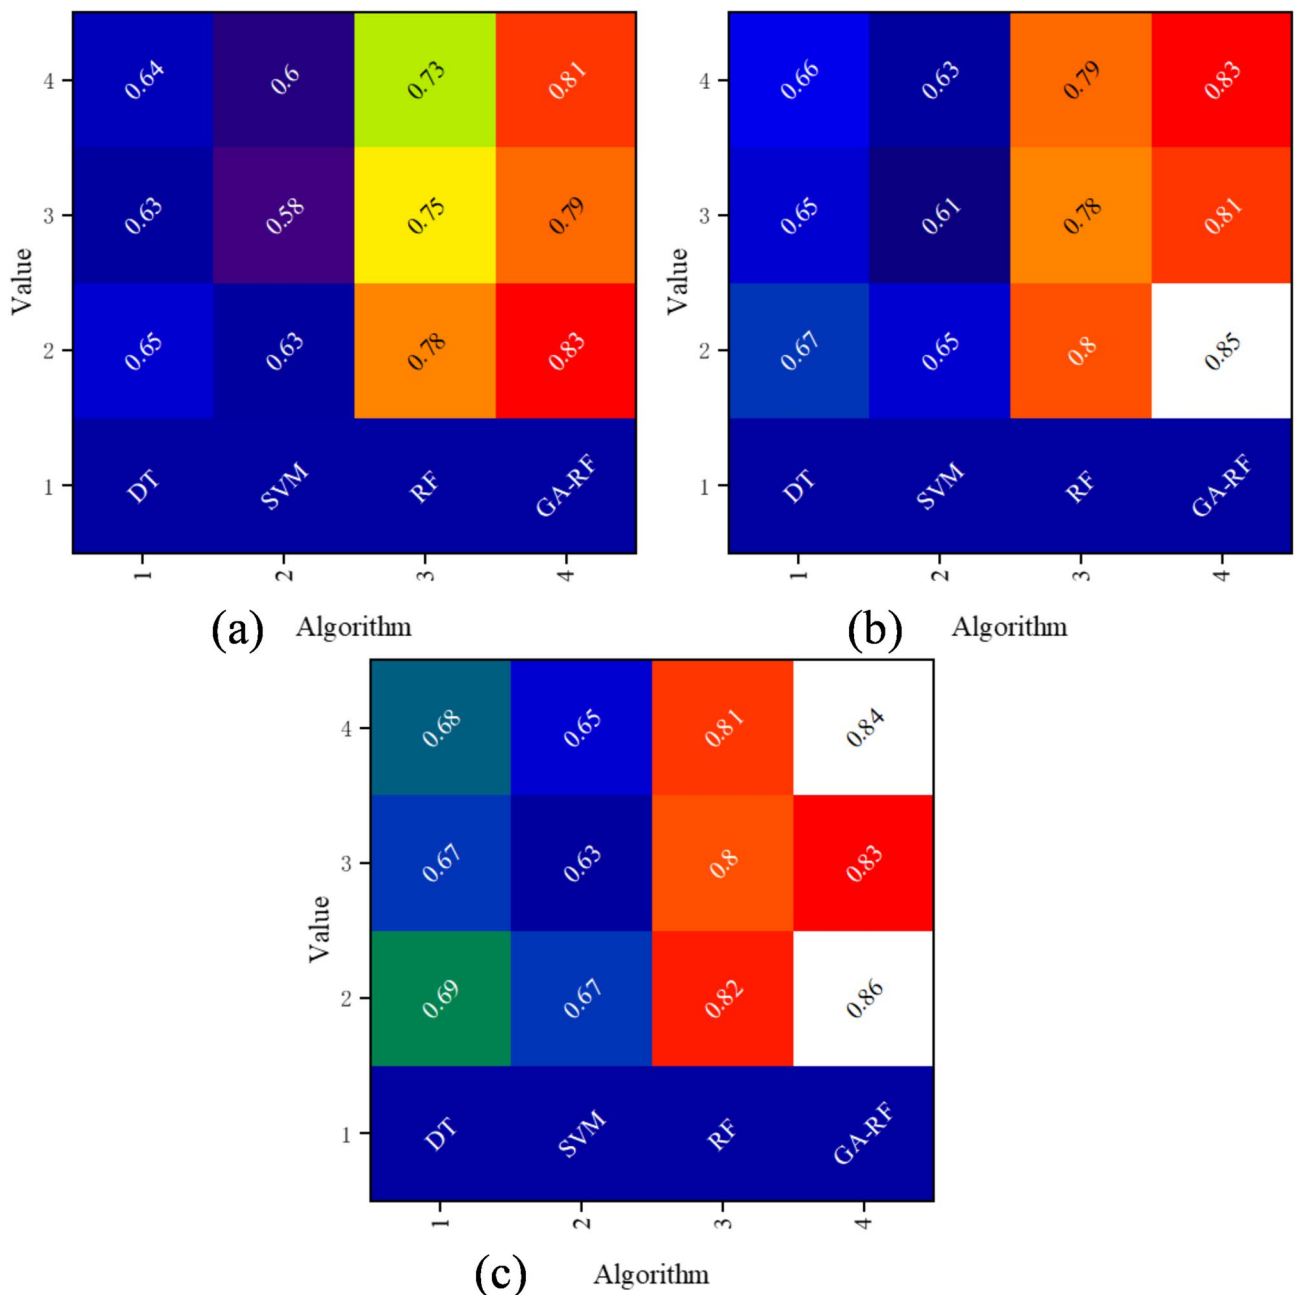 Value
4 0.64 0.6 0.73 0.81
3 0.63 0.58 0.75 0.79
2 0.65 0.63 0.78 0.83
1 DT SVM RF GA-RF
1 2 3 4
(a) Algorithm
Value
4 0.66 0.63 0.79 0.83
3 0.65 0.61 0.78 0.81
2 0.67 0.65 0.8 0.85
1 DT SVM RF GA-RF
1 2 3 4
(b) Algorithm
Value
4 0.68 0.65 0.81 0.84
3 0.67 0.63 0.8 0.83
2 0.69 0.67 0.82 0.86
1 DT SVM RF GA-RF
1 2 3 4
(c) Algorithm